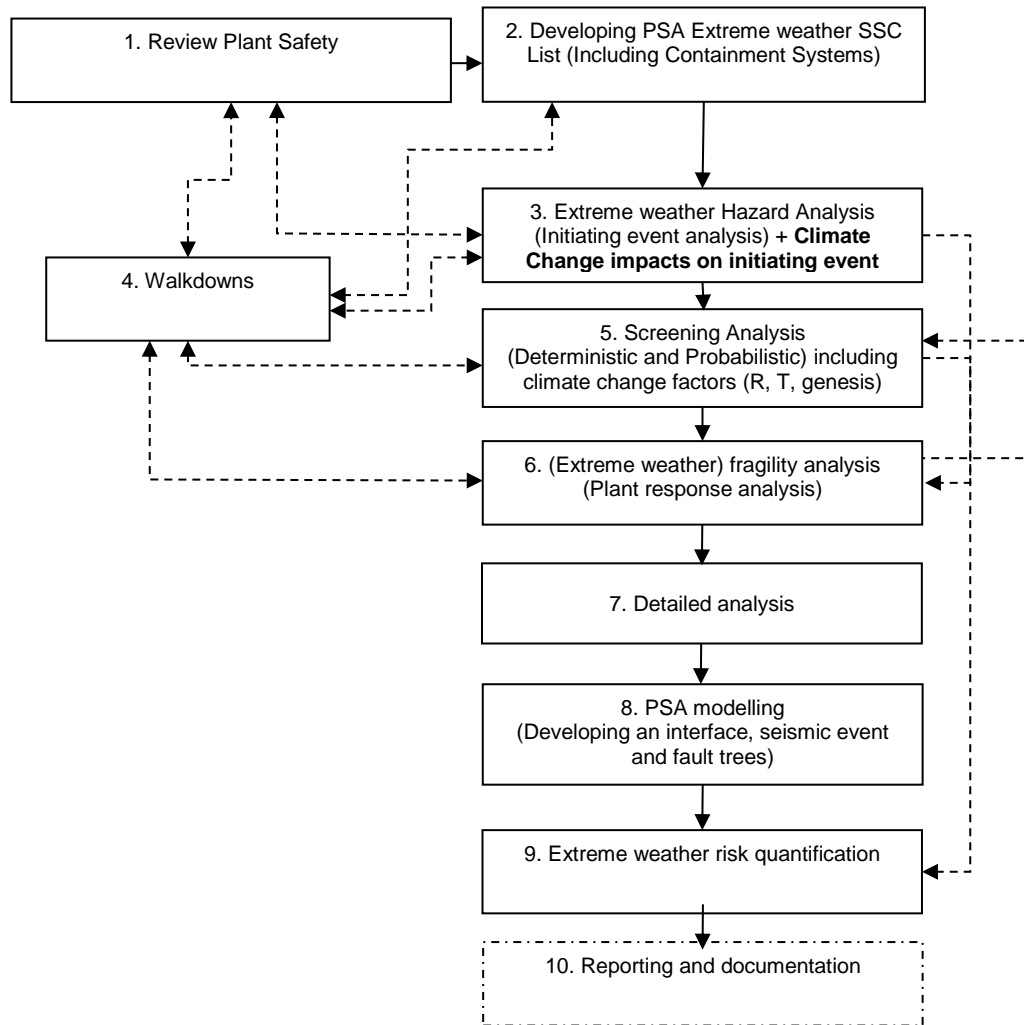 1. Review Plant Safety
2. Developing PSA Extreme weather SSC
List (Including Containment Systems)
3. Extreme weather Hazard Analysis
(Initiating event analysis) + Climate
Change impacts on initiating event
4. Walkdowns
5. Screening Analysis
(Deterministic and Probabilistic) including
climate change factors (R, T, genesis)
6. (Extreme weather) fragility analysis
(Plant response analysis)
7. Detailed analysis
8. PSA modelling
(Developing an interface, seismic event
and fault trees)
9. Extreme weather risk quantification
10. Reporting and documentation